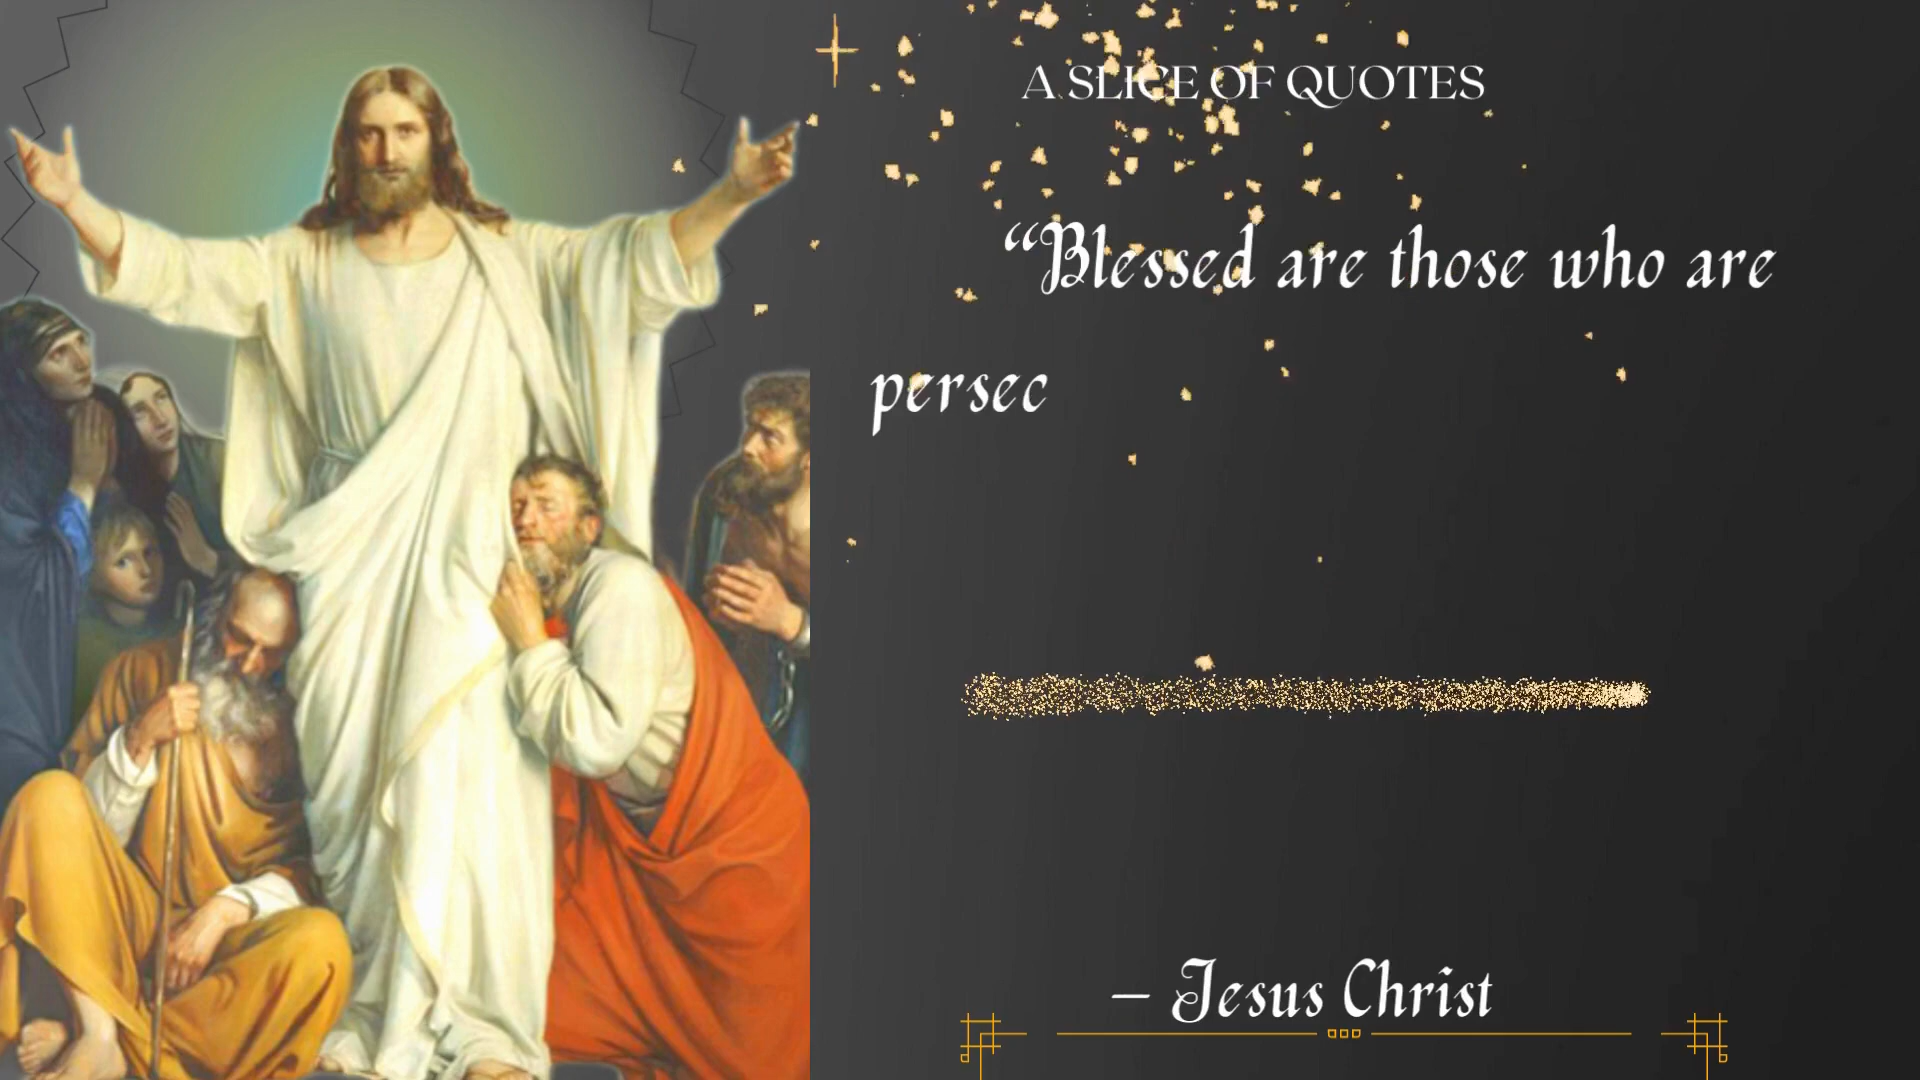 A SLICE OF QUOTES
“Blessed are those who are
persec
– Jesus Christ